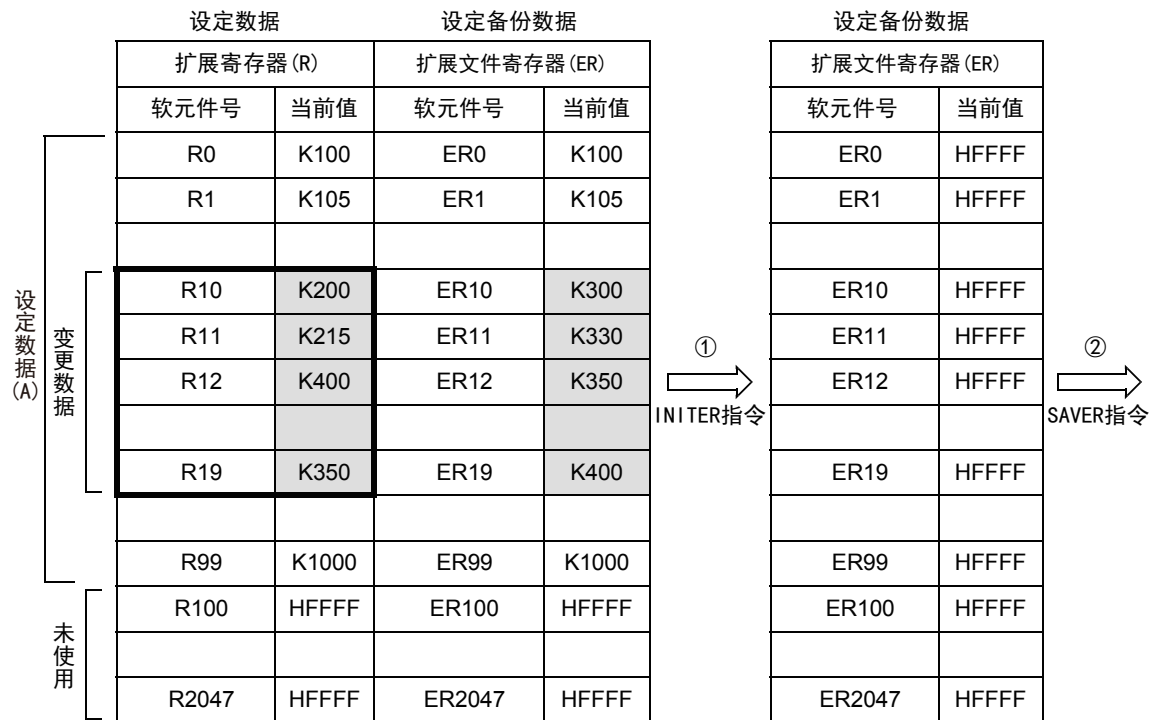 设定数据 设定备份数据 设定备份数据
扩展寄存器(R) 扩展文件寄存器(ER) 扩展文件寄存器(ER)
软元件号 当前值 软元件号 当前值 软元件号 当前值
R0 K100 ER0 K100 ER0 HFFFF
R1 K105 ER1 K105 ER1 HFFFF
R10 K200 ER10 K300 ER10 HFFFF
R11 K215 ER11 K330 ER11 HFFFF
R12 K400 ER12 K350 ER12 HFFFF
R19 K350 ER19 K400 ER19 HFFFF
R99 K1000 ER99 K1000 ER99 HFFFF
R100 HFFFF ER100 HFFFF ER100 HFFFF
R2047 HFFFF ER2047 HFFFF ER2047 HFFFF
设定数据(A)
变更数据
未使用
①
INITER指令
②
SAVER指令